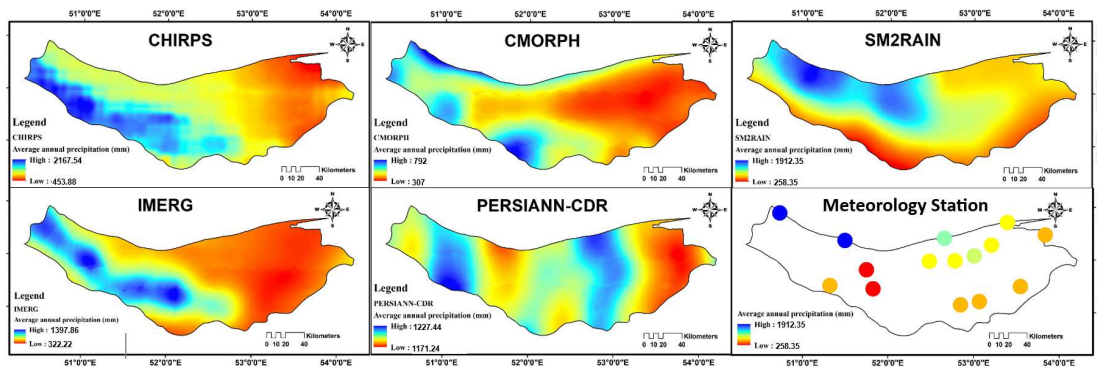 51°0'0"E 52°0'0"E 53°0'0"E 54°0'0"E
51°0'0"E 52°0'0"E 53°0'0"E 54°0'0"E
51°0'0"E 52°0'0"E 53°0'0"E 54°0'0"E
CHIRPS
N
W E
S
Legend
CHIRPS
Average annual precipitation (mm)
High : 2167.54
Low : 453.88
Kilometers
0 10 20 40
CMORPH
N
W E
S
Legend
CMORPH
Average annual precipitation (mm)
High : 792
Low : 307
Kilometers
0 10 20 40
SM2RAIN
N
W E
S
Legend
SM2RAIN
Average annual precipitation (mm)
High : 1912.35
Low : 258.35
Kilometers
0 10 20 40
IMERG
N
W E
S
Legend
IMERG
Average annual precipitation (mm)
High : 1397.86
Low : 322.22
Kilometers
0 10 20 40
PERSIANN-CDR
N
W E
S
Legend
PERSIANN-CDR
Average annual precipitation (mm)
High : 1227.44
Low : 1171.24
Kilometers
0 10 20 40
Meteorology Station
N
W E
S
Legend
Average annual precipitation (mm)
High : 1912.35
Low : 258.35
Kilometers
0 10 20 40
51°0'0"E 52°0'0"E 53°0'0"E 54°0'0"E
51°0'0"E 52°0'0"E 53°0'0"E 54°0'0"E
51°0'0"E 52°0'0"E 53°0'0"E 54°0'0"E